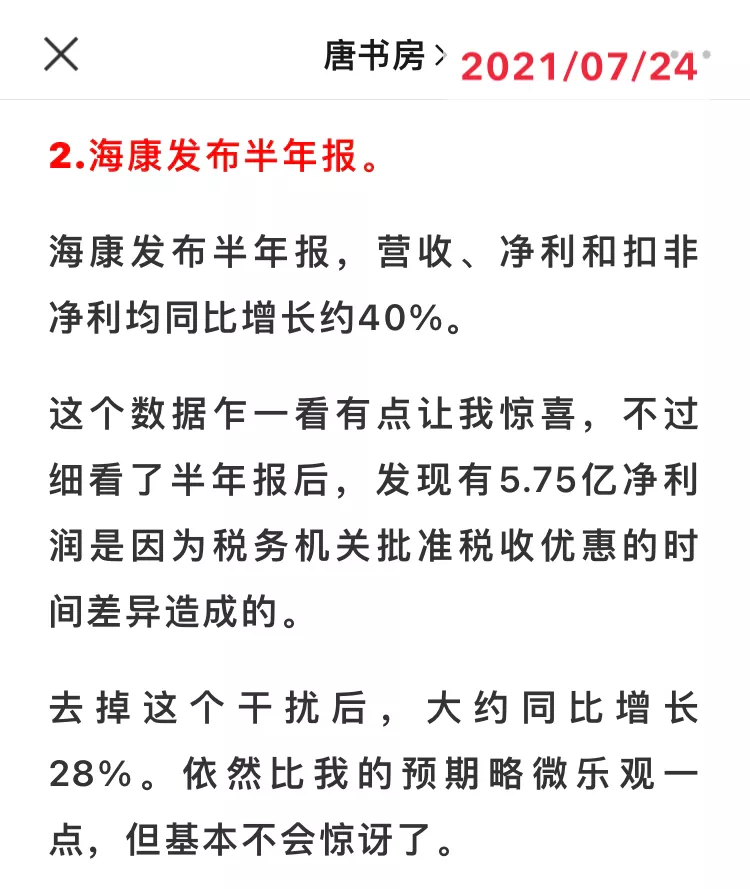 唐书房
2021/07/24
2.海康发布半年报。
海康发布半年报，营收、净利和扣非
净利均同比增长约40%。
这个数据乍一看有点让我惊喜，不过
细看了半年报后，发现有5.75亿净利
润是因为税务机关批准税收优惠的时
间差异造成的。
去掉这个干扰后，大约同比增长
28%。依然比我的预期略微乐观一
点，但基本不会惊讶了。